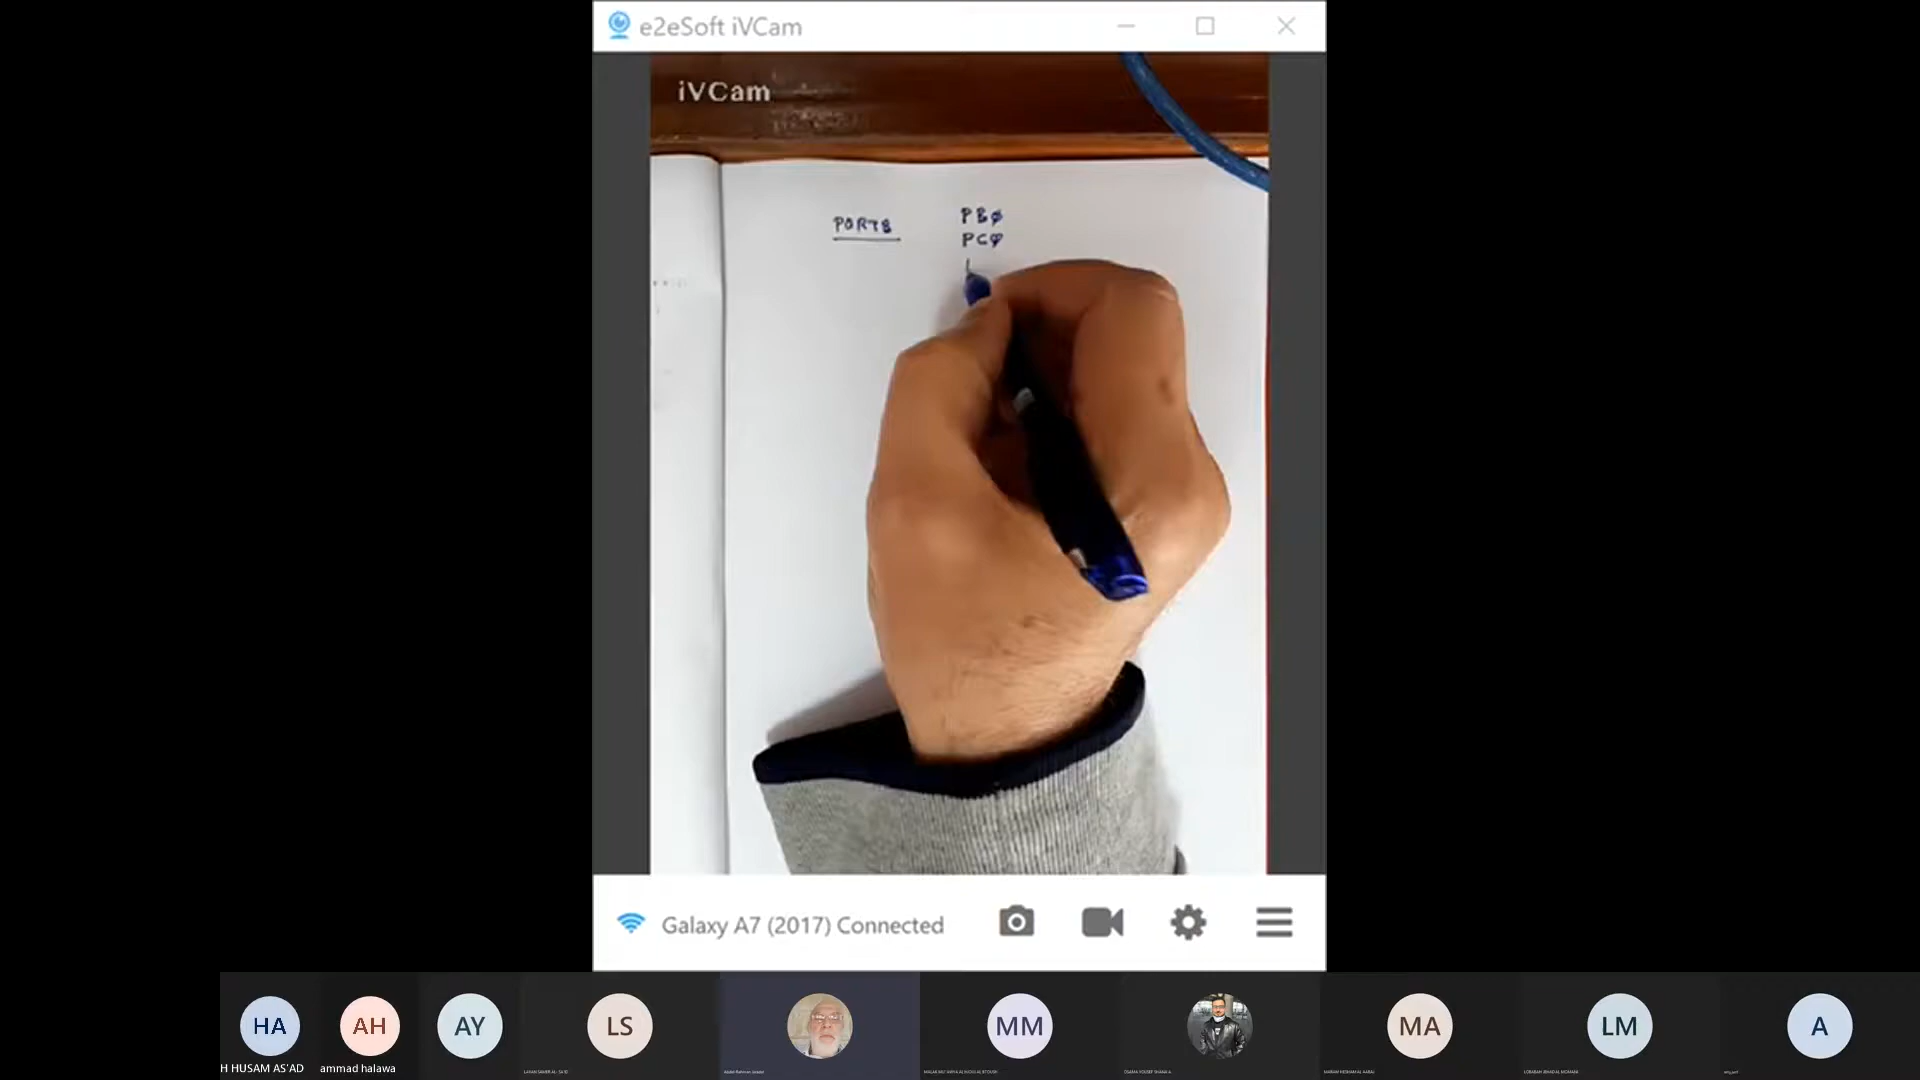 e2eSoft iVCam
iVCam
PORTS
PBø
PCø
Galaxy A7 (2017) Connected
HA
AH
AY
LS
MM
MA
LM
A
H HUSAM AS'AD
ammad halawa